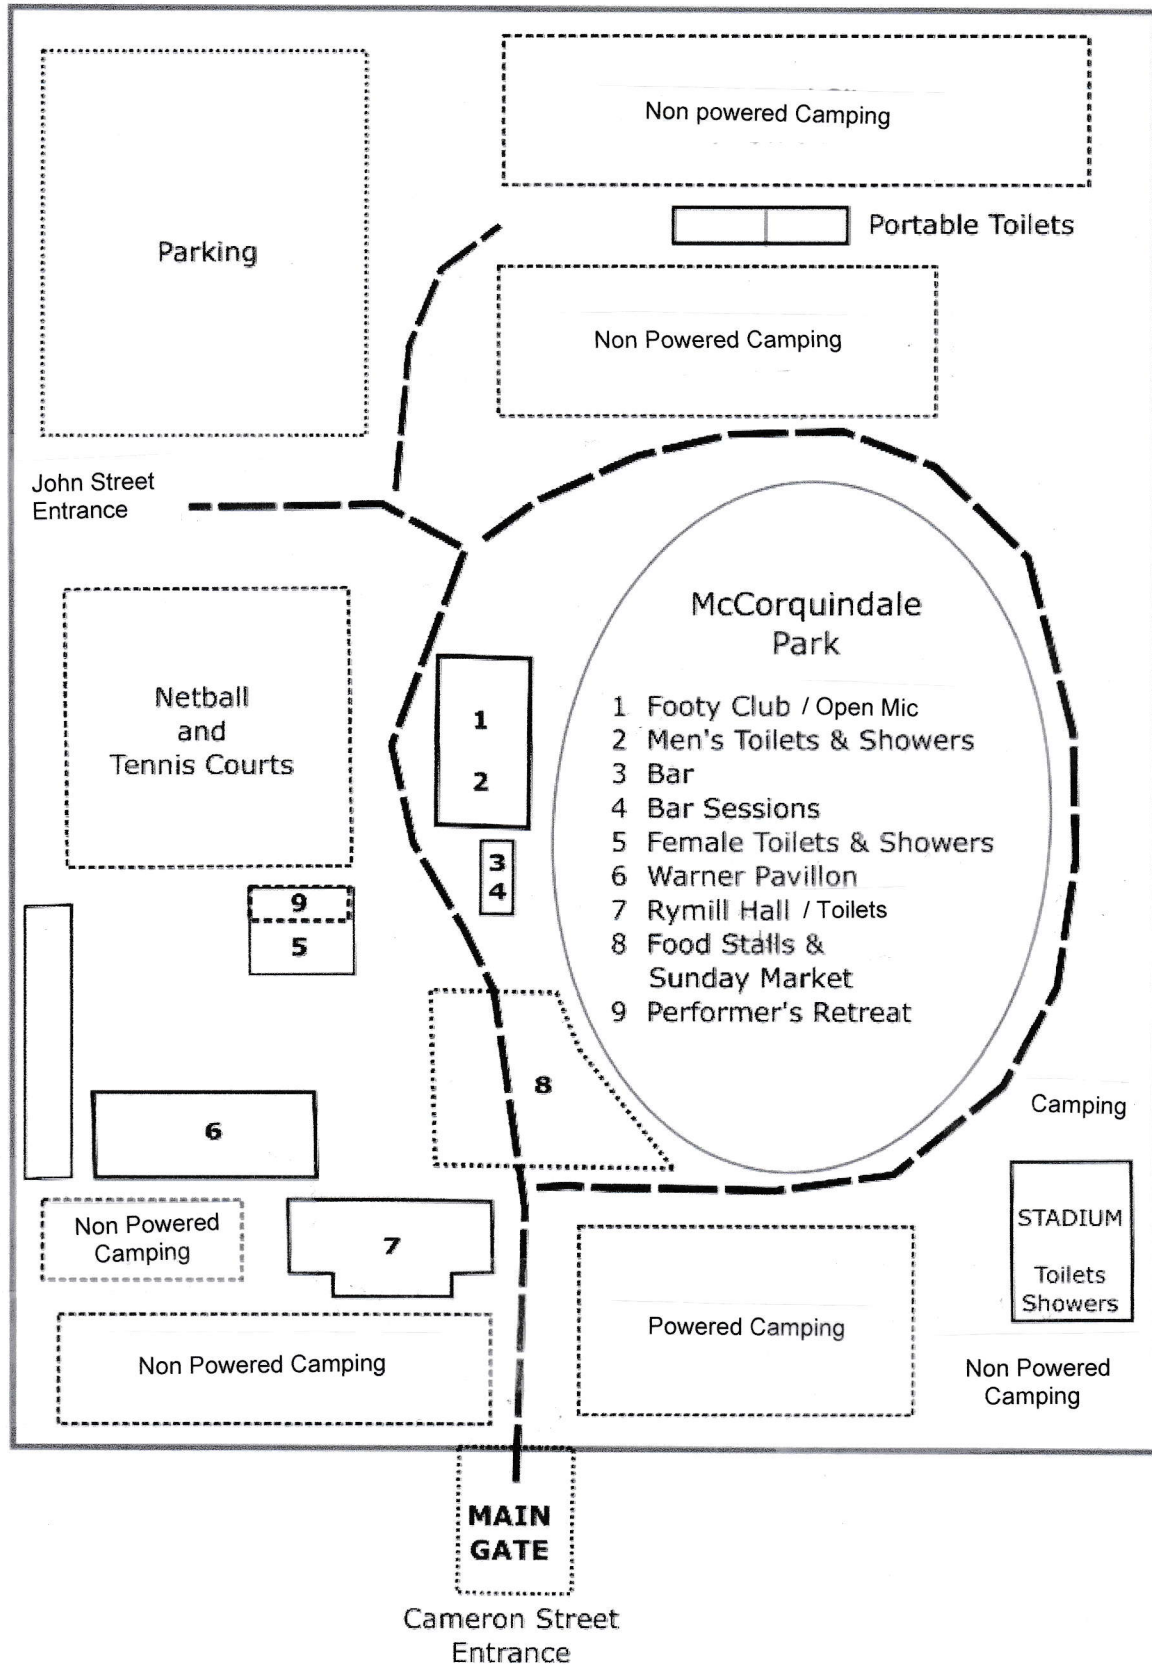 Non powered Camping
Portable Toilets
Parking
Non Powered Camping
John Street
Entrance
McCorquindale
Park
1 Footy Club / Open Mic
2 Men's Toilets & Showers
3 Bar
4 Bar Sessions
5 Female Toilets & Showers
6 Warner Pavillon
7 Rymill Hall / Toilets
8 Food Stalls &
Sunday Market
9 Performer's Retreat
Netball
and
Tennis Courts
1
2
3
4
9
5
8
6
Camping
STADIUM
Toilets
Showers
Non Powered
Camping
7
Powered Camping
Non Powered Camping
Non Powered
Camping
MAIN
GATE
Cameron Street
Entrance